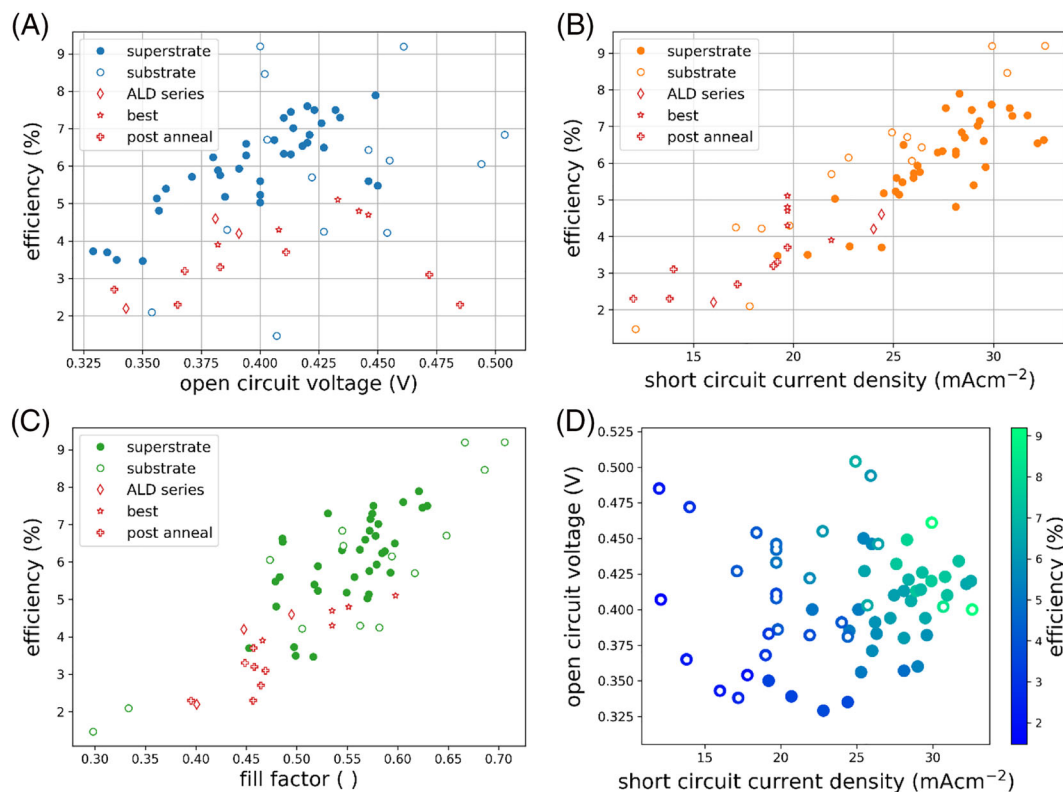 (A)
efficiency (%)
9
8
7
6
5
4
3
2
superstrate
substrate
ALD series
best
post anneal
0.325 0.350 0.375 0.400 0.425 0.450 0.475 0.500
open circuit voltage (V)
(B)
efficiency (%)
9
8
7
6
5
4
3
2
superstrate
substrate
ALD series
best
post anneal
15 20 25 30
short circuit current density (mAcm⁻²)
(C)
efficiency (%)
9
8
7
6
5
4
3
2
superstrate
substrate
ALD series
best
post anneal
0.30 0.35 0.40 0.45 0.50 0.55 0.60 0.65 0.70
fill factor ( )
(D)
open circuit voltage (V)
0.525
0.500
0.475
0.450
0.425
0.400
0.375
0.350
0.325
15 20 25 30
short circuit current density (mAcm⁻²)
9
8
7
6
5
4
3
2
efficiency (%)